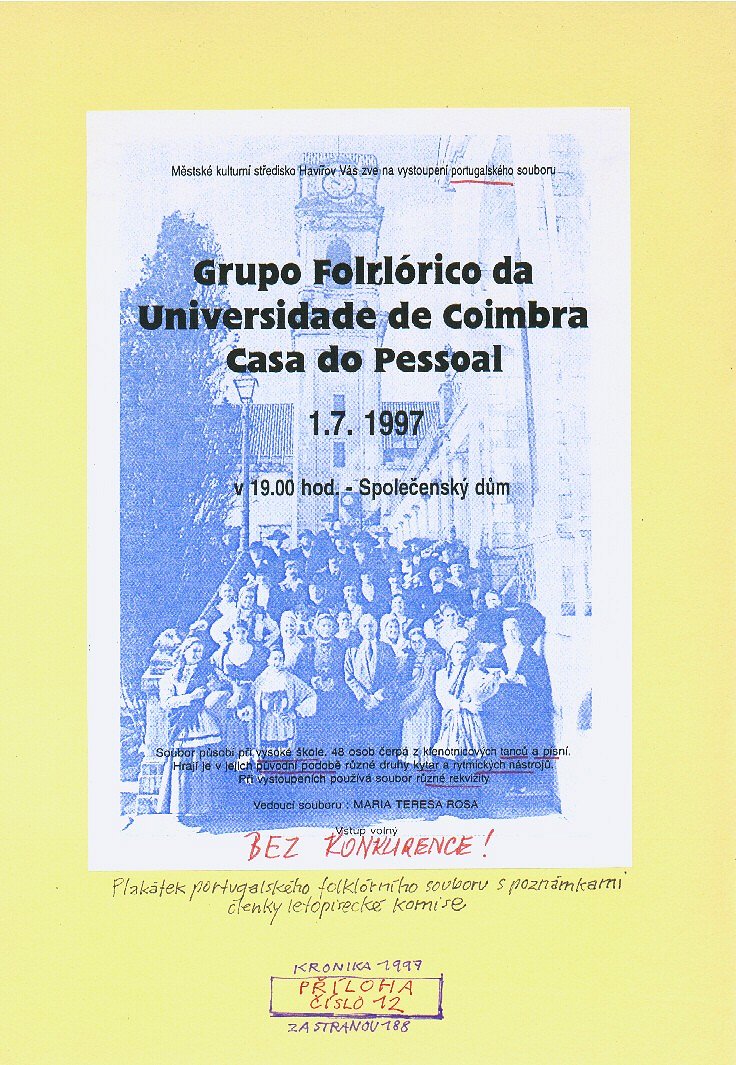 Městské kulturní středisko Havířov Vás zve na vystoupení portugalského souboru
Grupo Folclórico da
Universidade de Coimbra
Casa do Pessoal
1.7. 1997
v 19.00 hod. - Společenský dům
Soubor působí při vysoké škole. 48 osob čerpá z klenotnicových tanců a písní.
Hrají je v jejich původní podobě různé druhy kytar a rytmických nástrojů.
Při vystoupeních používá soubor různé rekvizity.
Vedoucí souboru : MARIA TERESA ROSA
Vstup volný
BEZ KONKURENCE!
Plakátek portugalského folklórního souboru s poznámkami
členky letopisecké komise
KRONIKA 1997
PŘÍLOHA
ČÍSLO 12
ZA STRANOU 188